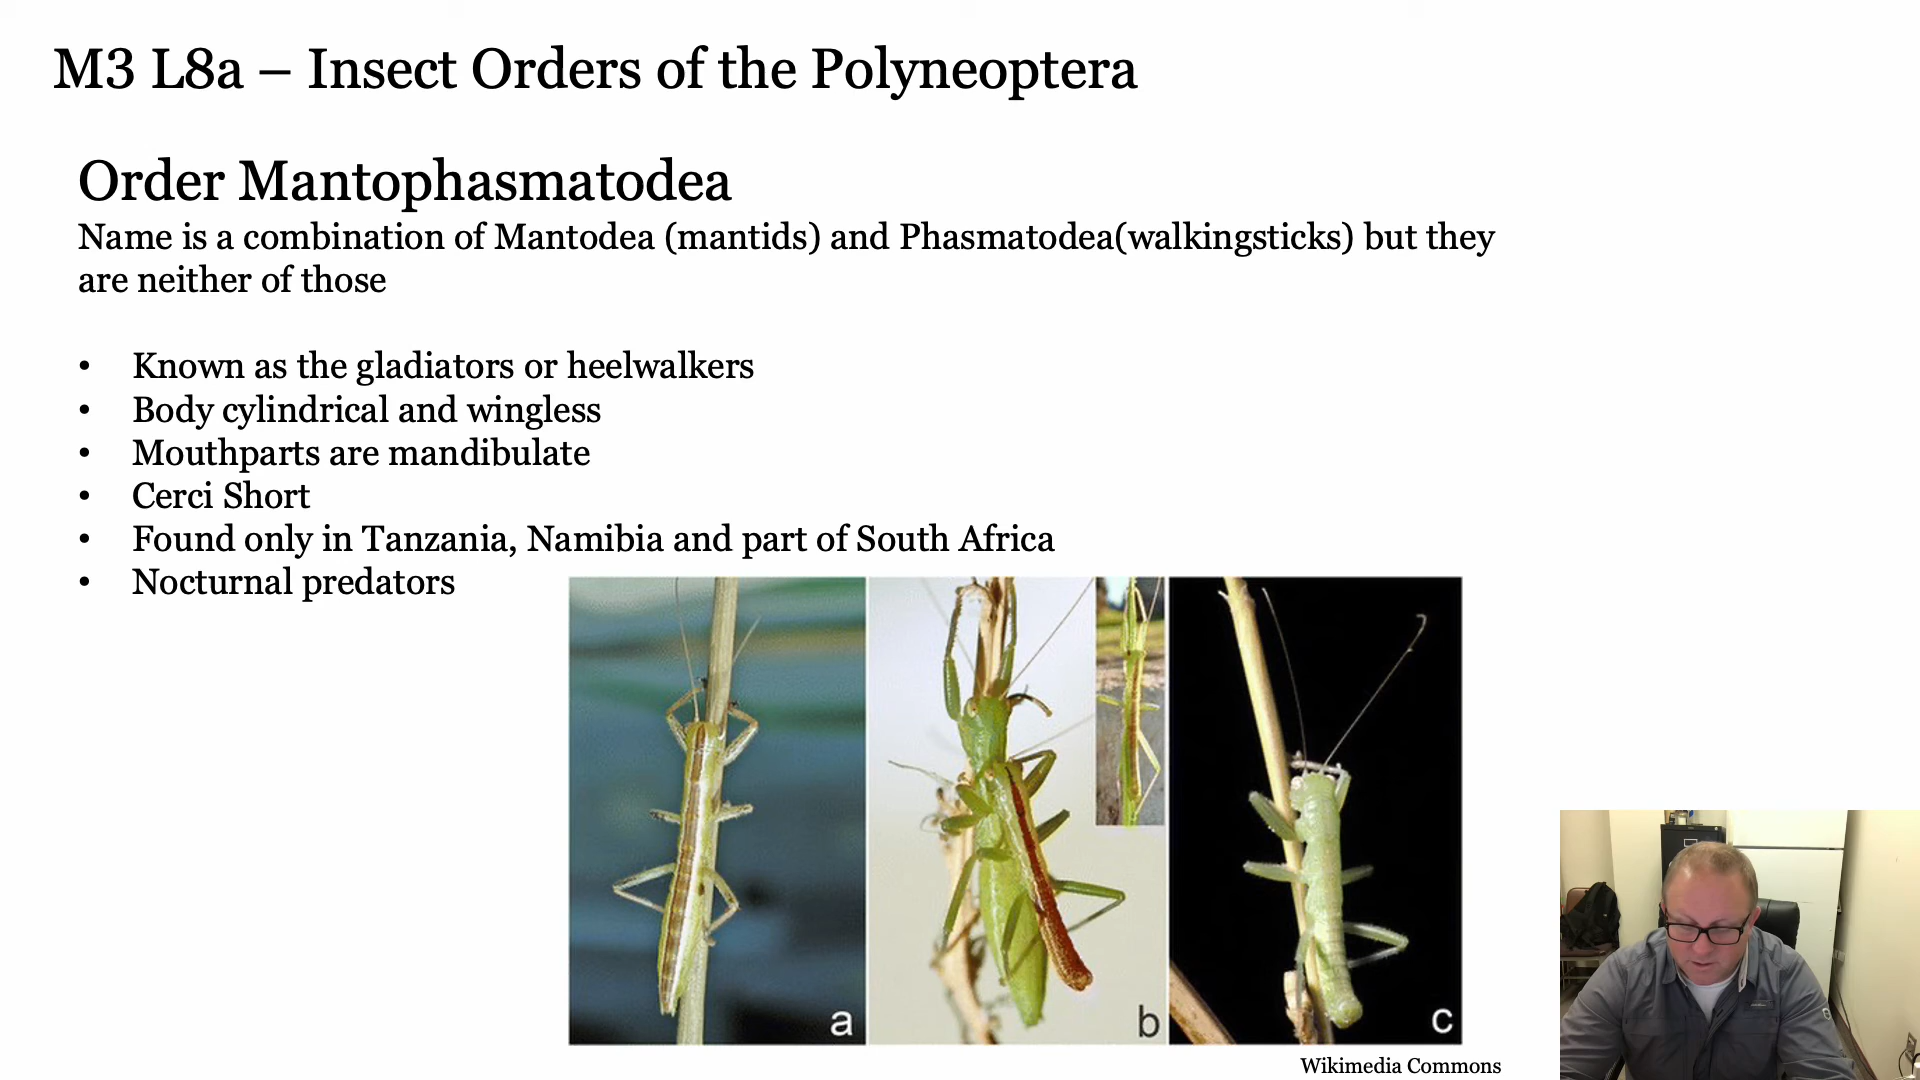 M3 L8a – Insect Orders of the Polyneoptera
Order Mantophasmatodea
Name is a combination of Mantodea (mantids) and Phasmatodea(walkingsticks) but they
are neither of those
• Known as the gladiators or heelwalkers
• Body cylindrical and wingless
• Mouthparts are mandibulate
• Cerci Short
• Found only in Tanzania, Namibia and part of South Africa
• Nocturnal predators
a
b
c
Wikimedia Commons